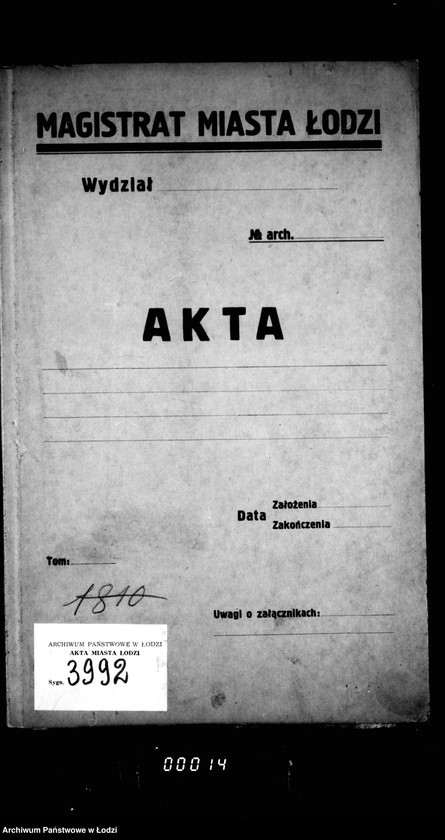 MAGISTRAT MIASTA ŁODZI
Wydział
№ arch.
AKTA
Data
Założenia
Zakończenia
Tom:
1810
Uwagi o załącznikach:
ARCHIWUM PAŃSTWOWE W ŁODZI
AKTA MIASTA ŁODZI
Sygn. 3992
00014
Archiwum Państwowe w Łodzi